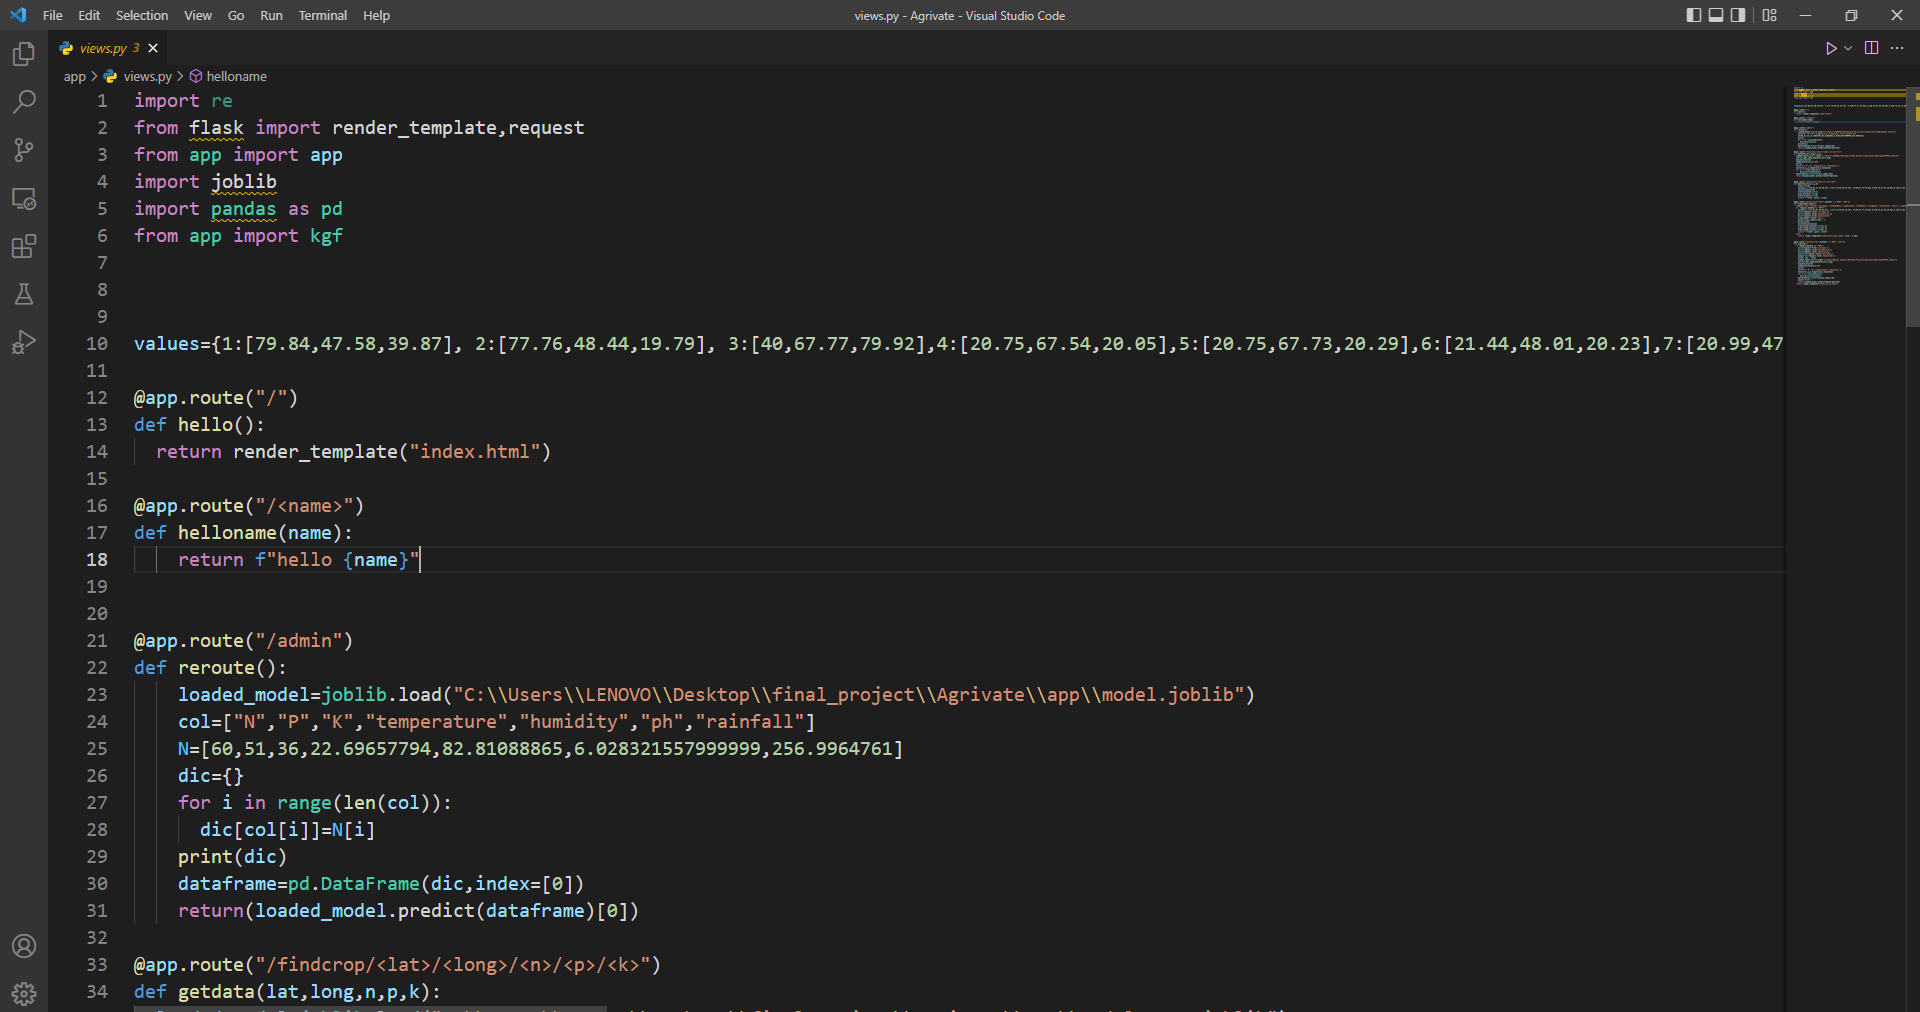 File Edit Selection View Go Run Terminal Help
views.py - Agrivate - Visual Studio Code
views.py 3
app > views.py > helloname
1 import re
2 from flask import render_template,request
3 from app import app
4 import joblib
5 import pandas as pd
6 from app import kgf
7
8
9
10 values={1:[79.84,47.58,39.87], 2:[77.76,48.44,19.79], 3:[40,67.77,79.92],4:[20.75,67.54,20.05],5:[20.75,67.73,20.29],6:[21.44,48.01,20.23],7:[20.99,47
11
12 @app.route("/")
13 def hello():
14   return render_template("index.html")
15
16 @app.route("/<name>")
17 def helloname(name):
18     return f"hello {name}"
19
20
21 @app.route("/admin")
22 def reroute():
23     loaded_model=joblib.load("C:\\Users\\LENOVO\\Desktop\\final_project\\Agrivate\\app\\model.joblib")
24     col=["N","P","K","temperature","humidity","ph","rainfall"]
25     N=[60,51,36,22.69657794,82.81088865,6.028321557999999,256.9964761]
26     dic={}
27     for i in range(len(col)):
28       dic[col[i]]=N[i]
29     print(dic)
30     dataframe=pd.DataFrame(dic,index=[0])
31     return(loaded_model.predict(dataframe)[0])
32
33 @app.route("/findcrop/<lat>/<long>/<n>/<p>/<k>")
34 def getdata(lat,long,n,p,k):